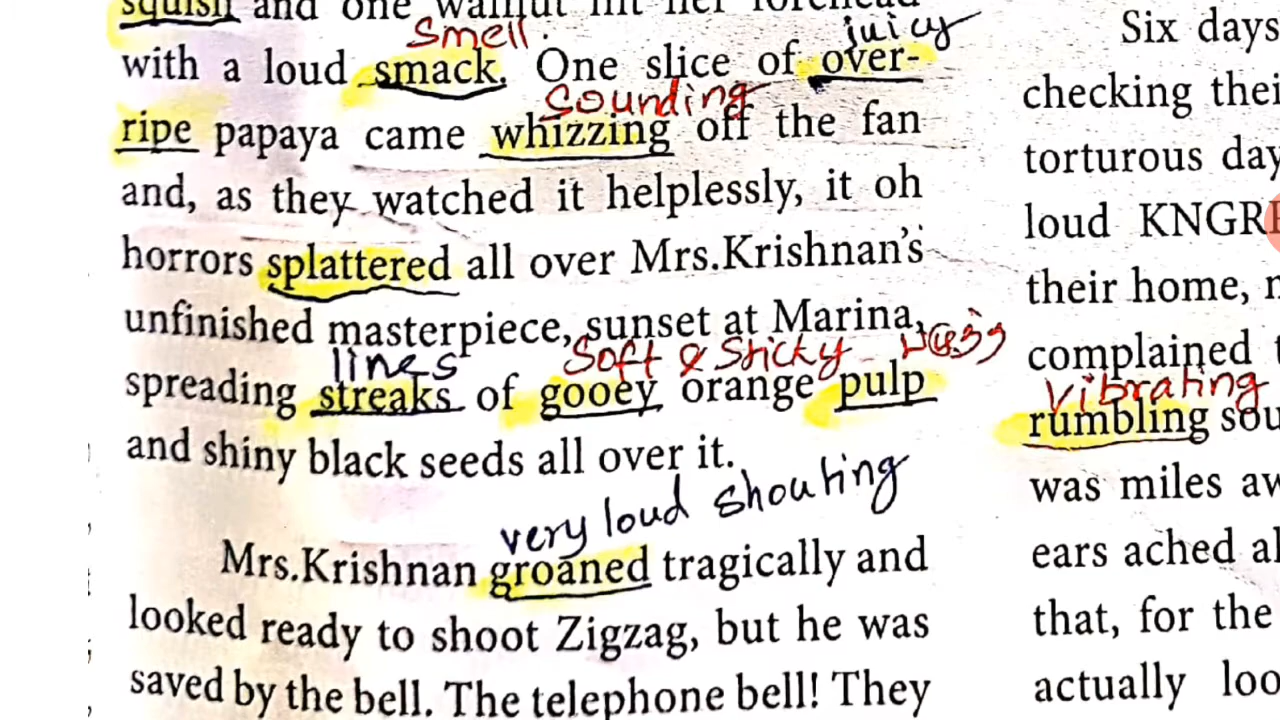 squish and one walnut hit her forehead
Smell. juicy
with a loud smack. One slice of over-
Sounding
ripe papaya came whizzing off the fan
and, as they watched it helplessly, it oh
horrors splattered all over Mrs.Krishnan's
unfinished masterpiece, sunset at Marina,
lines Soft & Sticky
spreading streaks of gooey orange pulp
and shiny black seeds all over it.
very loud shouting
Mrs.Krishnan groaned tragically and
looked ready to shoot Zigzag, but he was
saved by the bell. The telephone bell! They
Six days
checking thei
torturous day
loud KNGR
their home,
complained
Vibrating
rumbling sou
was miles aw
ears ached al
that, for the
actually loo